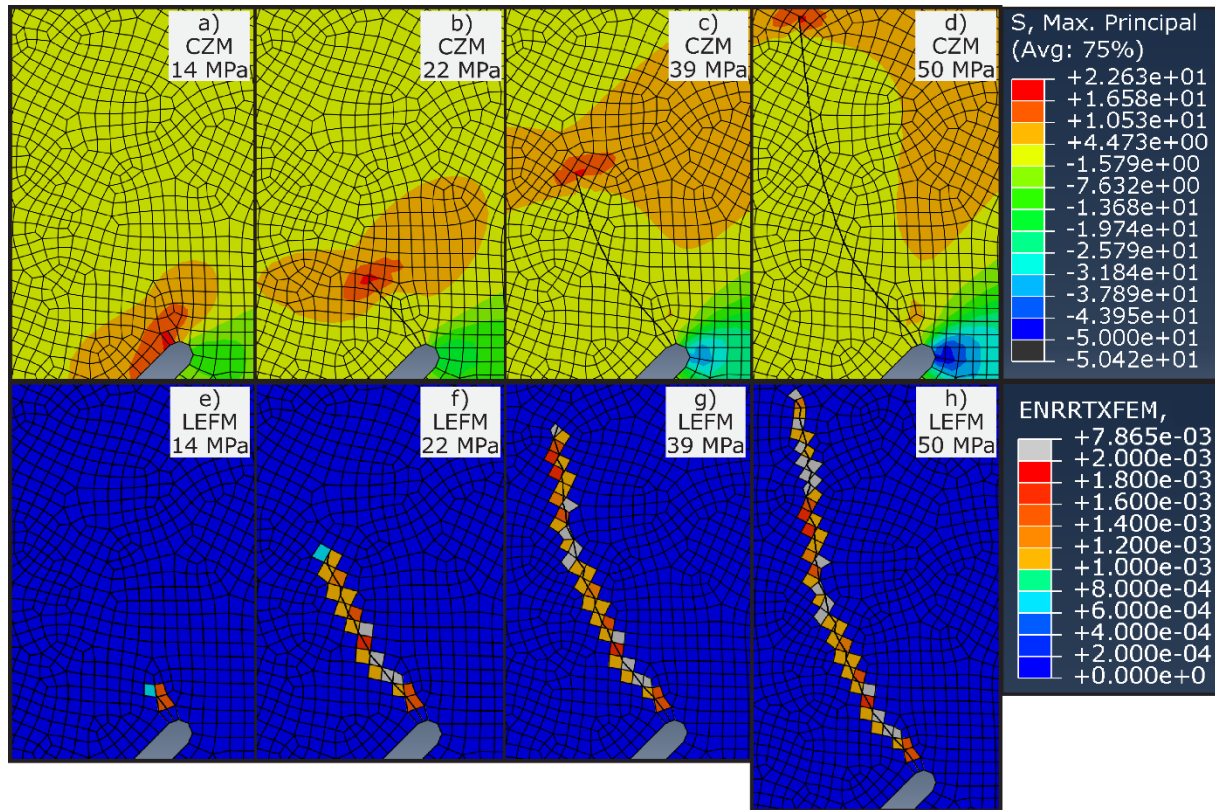 a)
CZM
14 MPa
b)
CZM
22 MPa
c)
CZM
39 MPa
d)
CZM
50 MPa
S, Max. Principal
(Avg: 75%)
+2.263e+01
+1.658e+01
+1.053e+01
+4.473e+00
-1.579e+00
-7.632e+00
-1.368e+01
-1.974e+01
-2.579e+01
-3.184e+01
-3.789e+01
-4.395e+01
-5.000e+01
-5.042e+01
e)
LEFM
14 MPa
f)
LEFM
22 MPa
g)
LEFM
39 MPa
h)
LEFM
50 MPa
ENRRTXFEM,
+7.865e-03
+2.000e-03
+1.800e-03
+1.600e-03
+1.400e-03
+1.200e-03
+1.000e-03
+8.000e-04
+6.000e-04
+4.000e-04
+2.000e-04
+0.000e+0